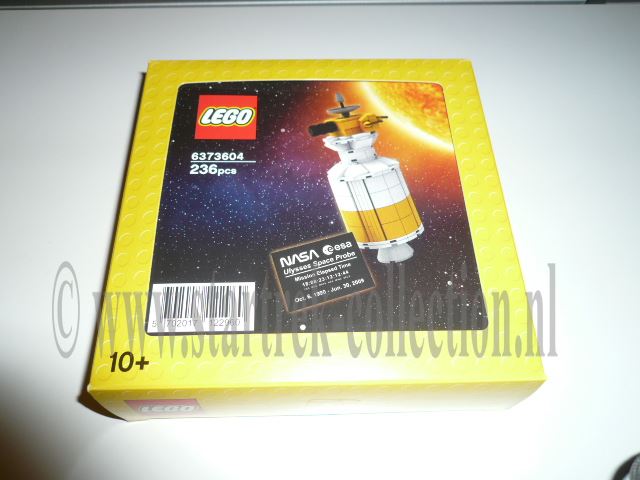 LEGO
6373604
236pcs
NASA esa
Ulysses Space Probe
Mission Elapsed Time
Oct. 6, 1990 - Jun. 30, 2009
© www.startrek-collection.nl
10+
LEGO